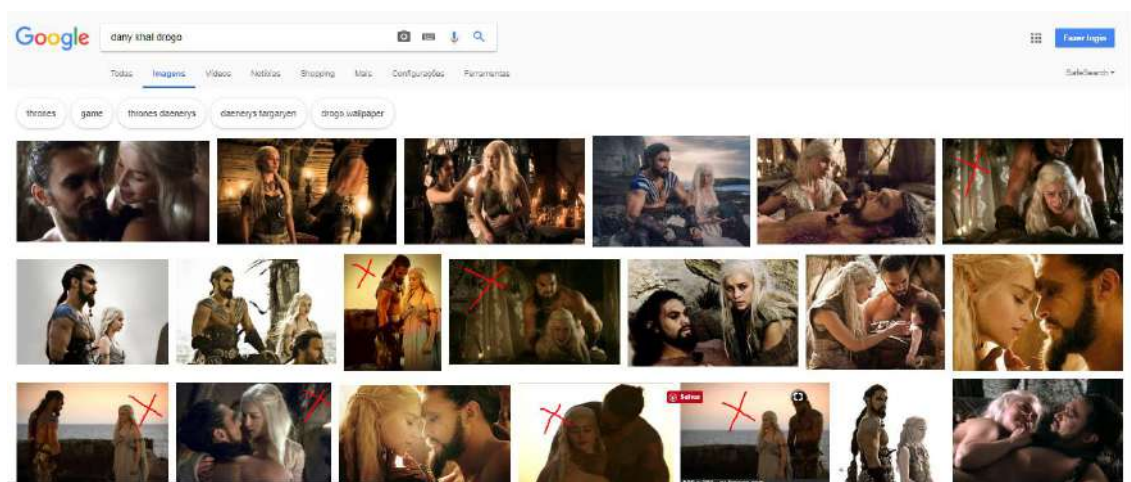 Google dany khal drogo Fazer login
Todas Imagens Vídeos Notícias Shopping Mais Configurações Ferramentas SafeSearch
thrones game thrones daenerys daenerys targaryen drogo wallpaper
Salvar